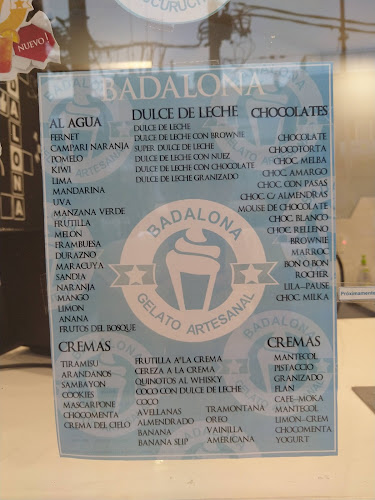 CUCURUCHO
NUEVO
BADALONA
BADALONA
AL AGUA
FERNET
CAMPARI NARANJA
POMELO
KIWI
LIMA
MANDARINA
UVA
MANZANA VERDE
FRUTILLA
MELON
FRAMBUESA
DURAZNO
MARACUYA
SANDIA
NARANJA
MANGO
LIMON
ANANA
FRUTOS DEL BOSQUE
DULCE DE LECHE
DULCE DE LECHE
DULCE DE LECHE CON BROWNIE
SUPER DULCE DE LECHE
DULCE DE LECHE CON NUEZ
DULCE DE LECHE CON CHOCOLATE
DULCE DE LECHE GRANIZADO
CHOCOLATES
CHOCOLATE
CHOCOTORTA
CHOC. MELBA
CHOC. AMARGO
CHOC. CON PASAS
CHOC. C/ ALMENDRAS
MOUSE DE CHOCOLATE
CHOC BLANCO
CHOC. RELLENO
BROWNIE
MARROC
BON O BON
ROCHER
LILA-PAUSE
CHOC. MILKA
BADALONA
GELATO ARTESANAL
CREMAS
TIRAMISU
ARANDANOS
SAMBAYON
COOKIES
MASCARPONE
CHOCOMENTA
CREMA DEL CIELO
FRUTILLA A"LA CREMA
CEREZA A LA CREMA
QUINOTOS AL WHISKY
COCO CON DULCE DE LECHE
COCO
AVELLANAS
ALMENDRADO
BANANA
BANANA SLIP
TRAMONTANA
OREO
VAINILLA
AMERICANA
CREMAS
MANTECOL
PISTACCIO
GRANIZADO
FLAN
CAFE-MOKA
MANTECOL
LIMON-CREM
CHOCOMENTA
YOGURT
Próximamente